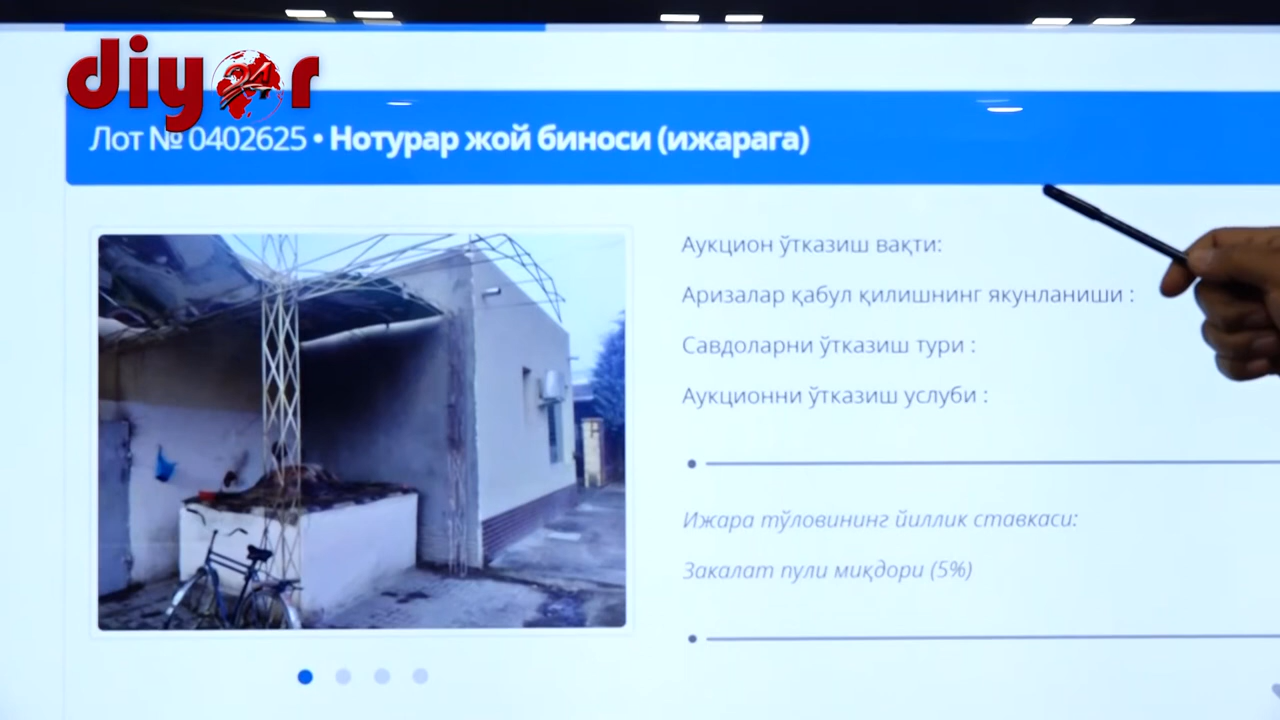 diyor
24
Лот № 0402625 • Нотурар жой биноси (ижарага)
Аукцион ўтказиш вақти:
Аризалар қабул қилишнинг якунланиши :
Савдоларни ўтказиш тури :
Аукционни ўтказиш услуби :
Ижара тўловининг йиллик ставкаси:
Закалат пули миқдори (5%)